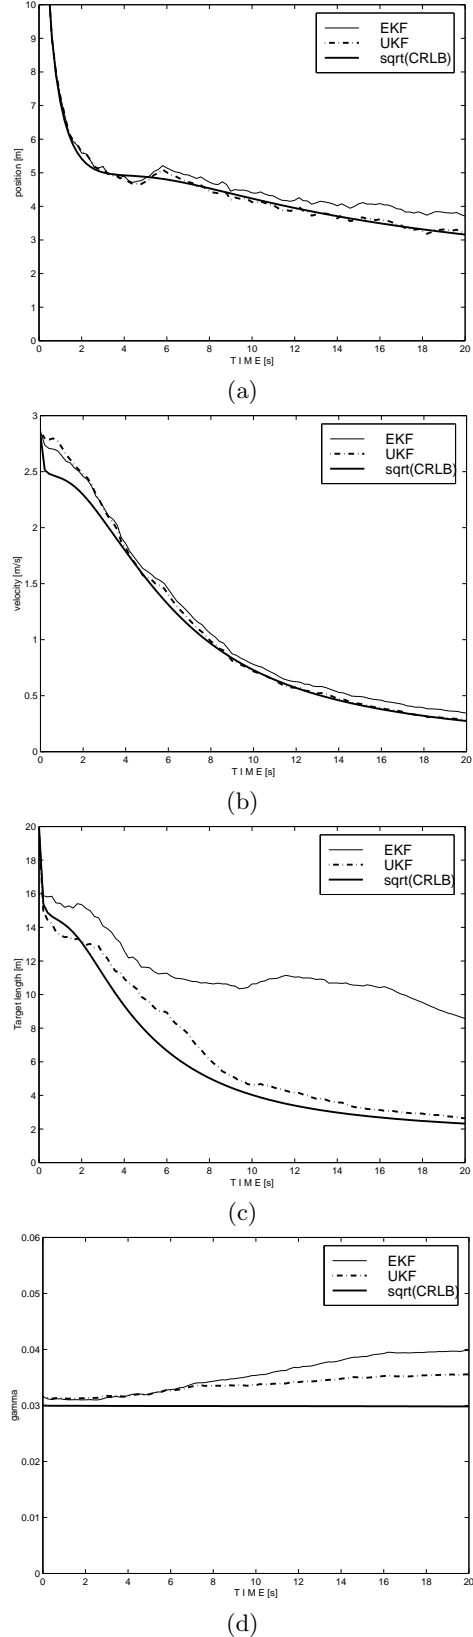 10
9
8
7
6
5
4
3
2
1
0
position [m]
EKF
UKF
sqrt(CRLB)
0 2 4 6 8 10 12 14 16 18 20
T I M E [s]
(a)
3
2.5
2
1.5
1
0.5
0
velocity [m/s]
EKF
UKF
sqrt(CRLB)
0 2 4 6 8 10 12 14 16 18 20
T I M E [s]
(b)
20
18
16
14
12
10
8
6
4
2
0
Target length [m]
EKF
UKF
sqrt(CRLB)
0 2 4 6 8 10 12 14 16 18 20
T I M E [s]
(c)
0.06
0.05
0.04
0.03
0.02
0.01
0
gamma
EKF
UKF
sqrt(CRLB)
0 2 4 6 8 10 12 14 16 18 20
T I M E [s]
(d)